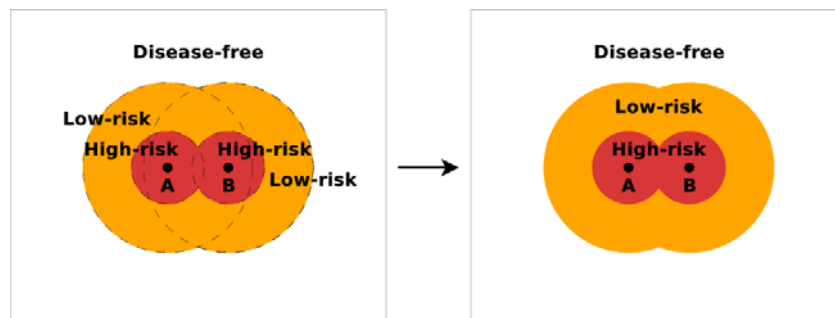 Disease-free
Low-risk
High-risk High-risk
A B
Low-risk
Disease-free
Low-risk
High-risk
A B